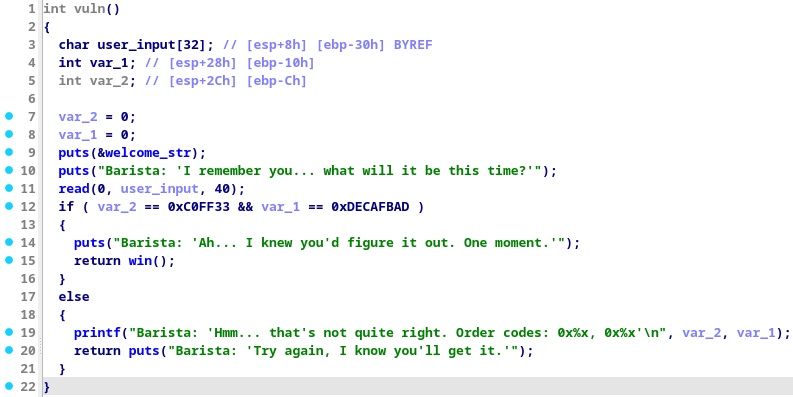 1 int vuln()
2 {
3 char user_input[32]; // [esp+8h] [ebp-30h] BYREF
4 int var_1; // [esp+28h] [ebp-10h]
5 int var_2; // [esp+2Ch] [ebp-Ch]
6
7 var_2 = 0;
8 var_1 = 0;
9 puts(&welcome_str);
10 puts("Barista: 'I remember you... what will it be this time?'");
11 read(0, user_input, 40);
12 if ( var_2 == 0xC0FF33 && var_1 == 0xDECAFBAD )
13 {
14 puts("Barista: 'Ah... I knew you'd figure it out. One moment.'");
15 return win();
16 }
17 else
18 {
19 printf("Barista: 'Hmm... that's not quite right. Order codes: 0x%x, 0x%x'\n", var_2, var_1);
20 return puts("Barista: 'Try again, I know you'll get it.'");
21 }
22 }